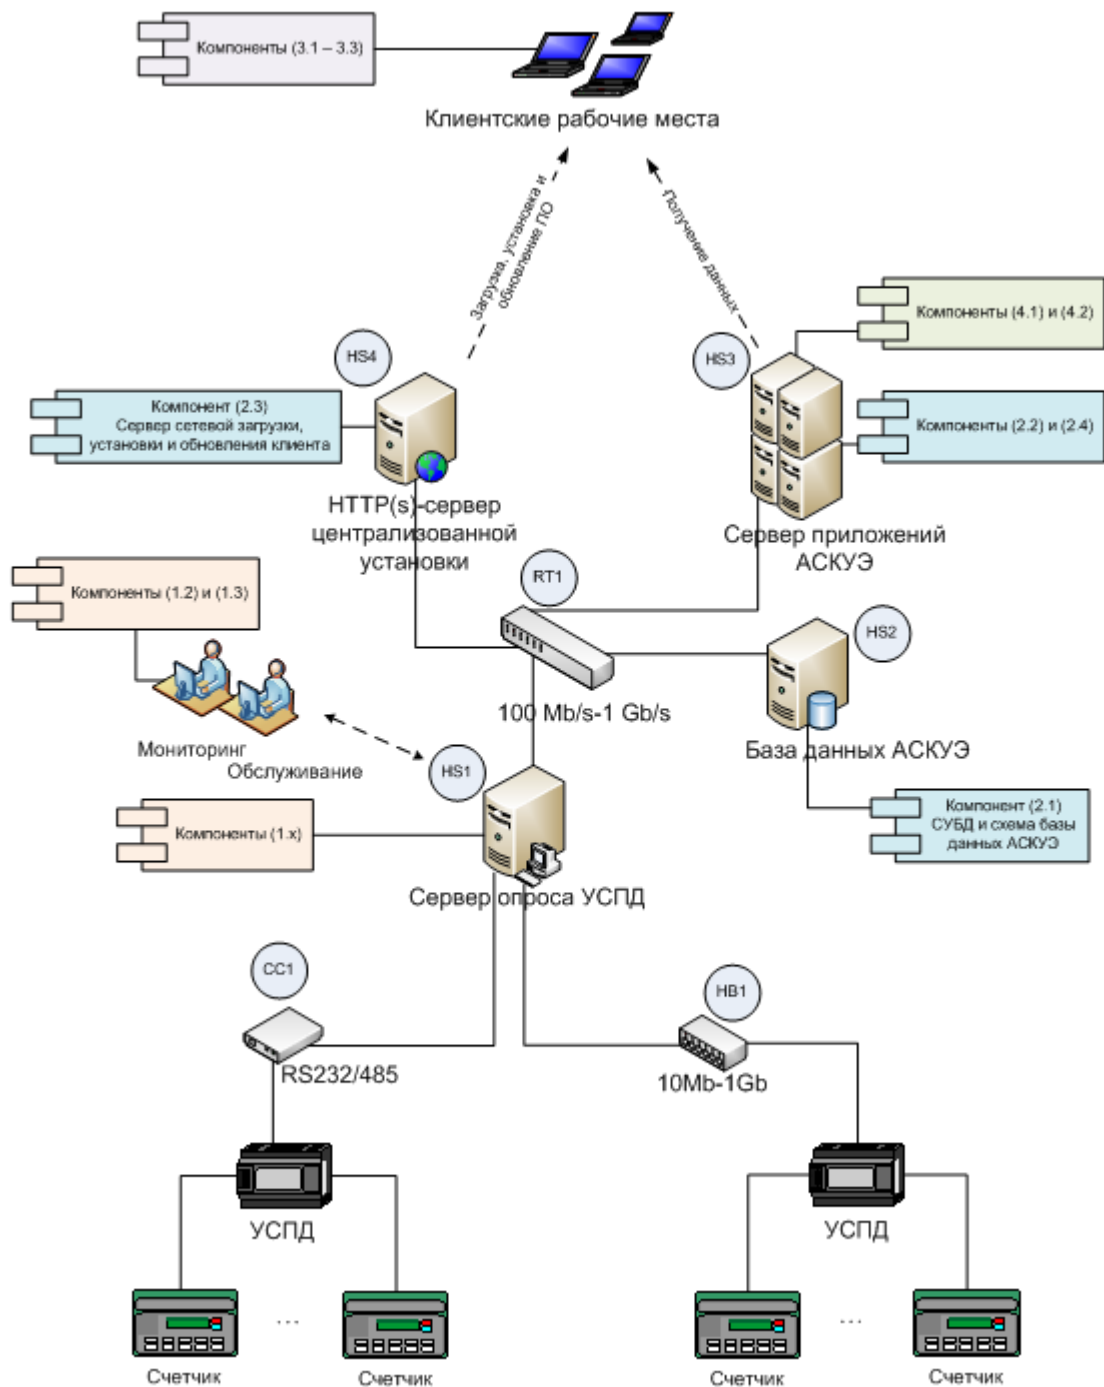 Компоненты (3.1 – 3.3)
Клиентские рабочие места
Загрузка, установка и
обновление ПО
Получение данных
Компоненты (4.1) и (4.2)
HS4
HS3
Компонент (2.3)
Сервер сетевой загрузки,
установки и обновления клиента
Компоненты (2.2) и (2.4)
HTTP(s)-сервер
централизованной
установки
Сервер приложений
АСКУЭ
RT1
Компоненты (1.2) и (1.3)
HS2
100 Mb/s-1 Gb/s
База данных АСКУЭ
Мониторинг
Обслуживание
HS1
Компоненты (1.x)
Компонент (2.1)
СУБД и схема базы
данных АСКУЭ
Сервер опроса УСПД
CC1
HB1
RS232/485
10Mb-1Gb
УСПД
УСПД
...
...
Счетчик
Счетчик
Счетчик
Счетчик